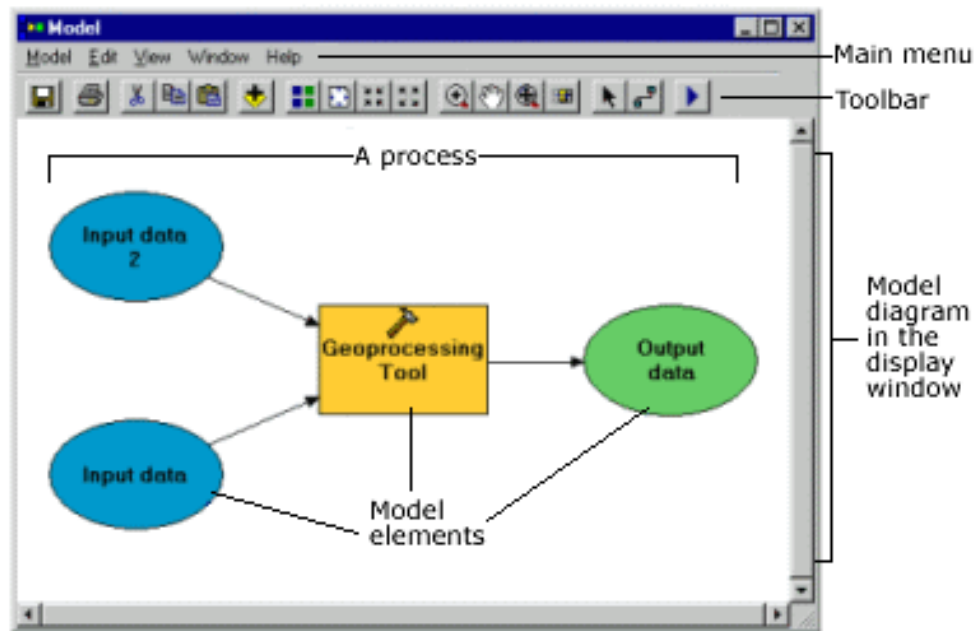 Model
Model Edit View Window Help
Main menu
Toolbar
A process
Input data
2
Geoprocessing
Tool
Output
data
Input data
Model
elements
Model
diagram
in the
display
window